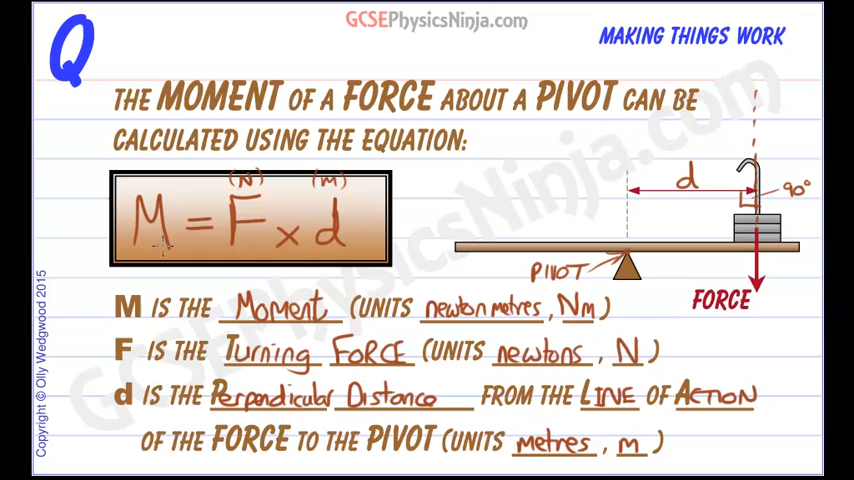 GCSEPhysicsNinja.com
Q
MAKING THINGS WORK
THE MOMENT OF A FORCE ABOUT A PIVOT CAN BE
CALCULATED USING THE EQUATION:
(N) (M)
M = F x d
d
90°
PIVOT
FORCE
M IS THE Moment (UNITS newton metres, Nm)
F IS THE Turning FORCE (UNITS newtons, N)
d IS THE Perpendicular Distance FROM THE LINE OF ACTION
OF THE FORCE TO THE PIVOT (UNITS metres, m)
Copyright © Olly Wedgwood 2015
GCSEPhysicsNinja.com